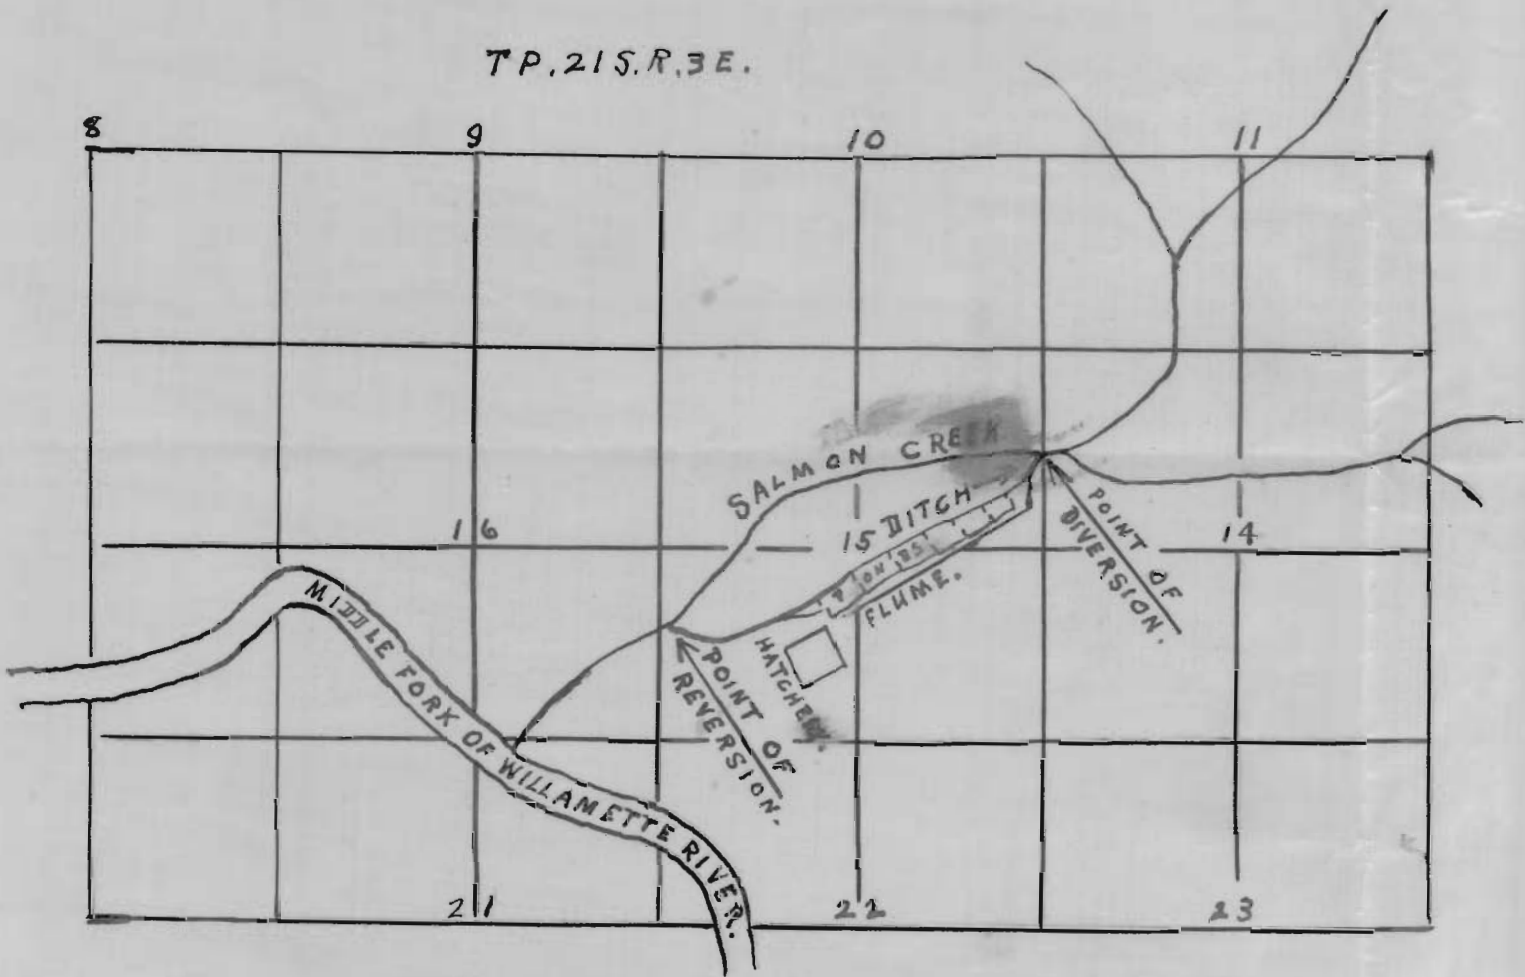 TP. 21 S. R. 3 E.
8 9 10 11
SALMON CREEK
16 15 DITCH 14
PONDS
FLUME.
POINT OF
DIVERSION.
HATCHERY.
POINT OF
REVERSION.
MIDDLE FORK OF WILLAMETTE RIVER.
21 22 23